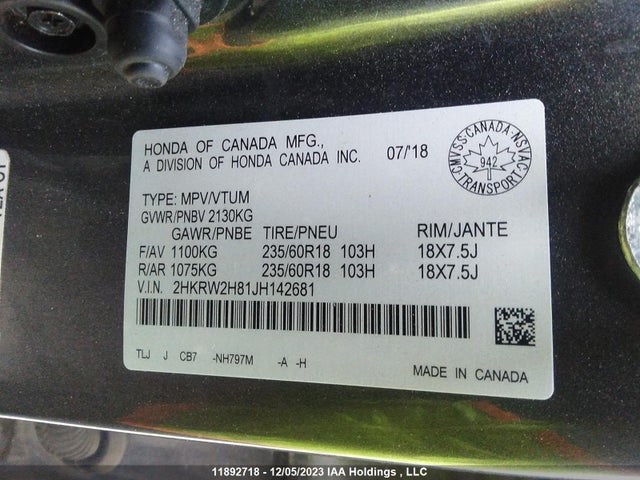 HONDA OF CANADA MFG.,
A DIVISION OF HONDA CANADA INC.
07/'18
CMVSS·CANADA·NSVAC
942
TRANSPORT
TYPE: MPV/VTUM
GVWR/PNBV 2130KG
GAWR/PNBE TIRE/PNEU RIM/JANTE
F/AV 1100KG 235/60R18 103H 18X7.5J
R/AR 1075KG 235/60R18 103H 18X7.5J
V.I.N. 2HKRW2H81JH142681
TLJ J CB7 -NH797M -A -H
MADE IN CANADA
11892718 - 12/05/2023 IAA Holdings , LLC